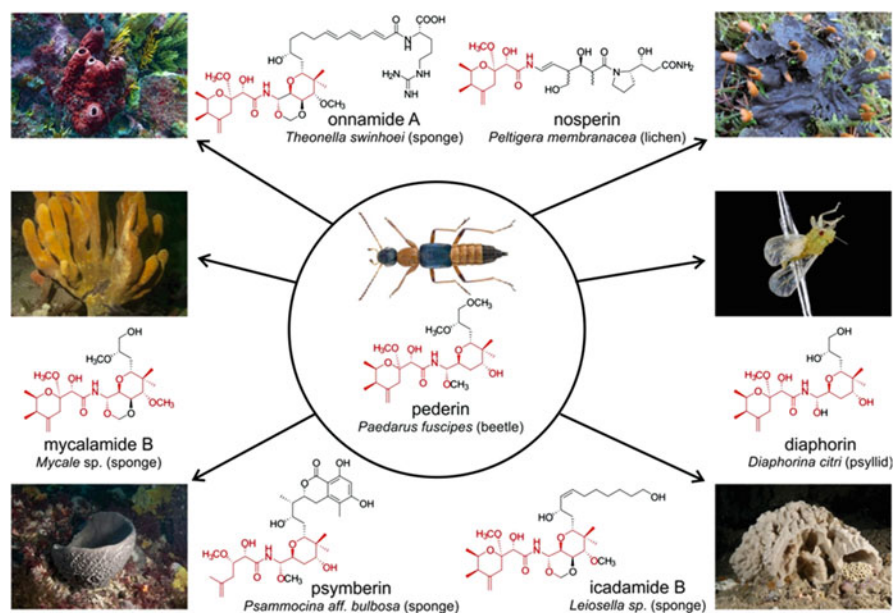 onnamide A
Theonella swinhoei (sponge)
nosperin
Peltigera membranacea (lichen)
mycalamide B
Mycale sp. (sponge)
pederin
Paedarus fuscipes (beetle)
diaphorin
Diaphorina citri (psyllid)
psymberin
Psammocina aff. bulbosa (sponge)
icadamide B
Leiosella sp. (sponge)